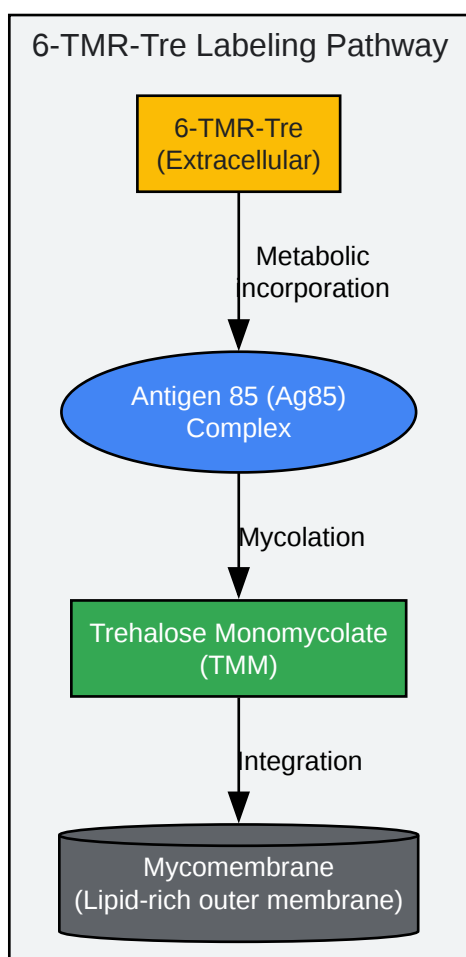 6-TMR-Tre Labeling Pathway
6-TMR-Tre
(Extracellular)
Metabolic
incorporation
Antigen 85 (Ag85)
Complex
Mycolation
Trehalose Monomycolate
(TMM)
Integration
Mycomembrane
(Lipid-rich outer membrane)